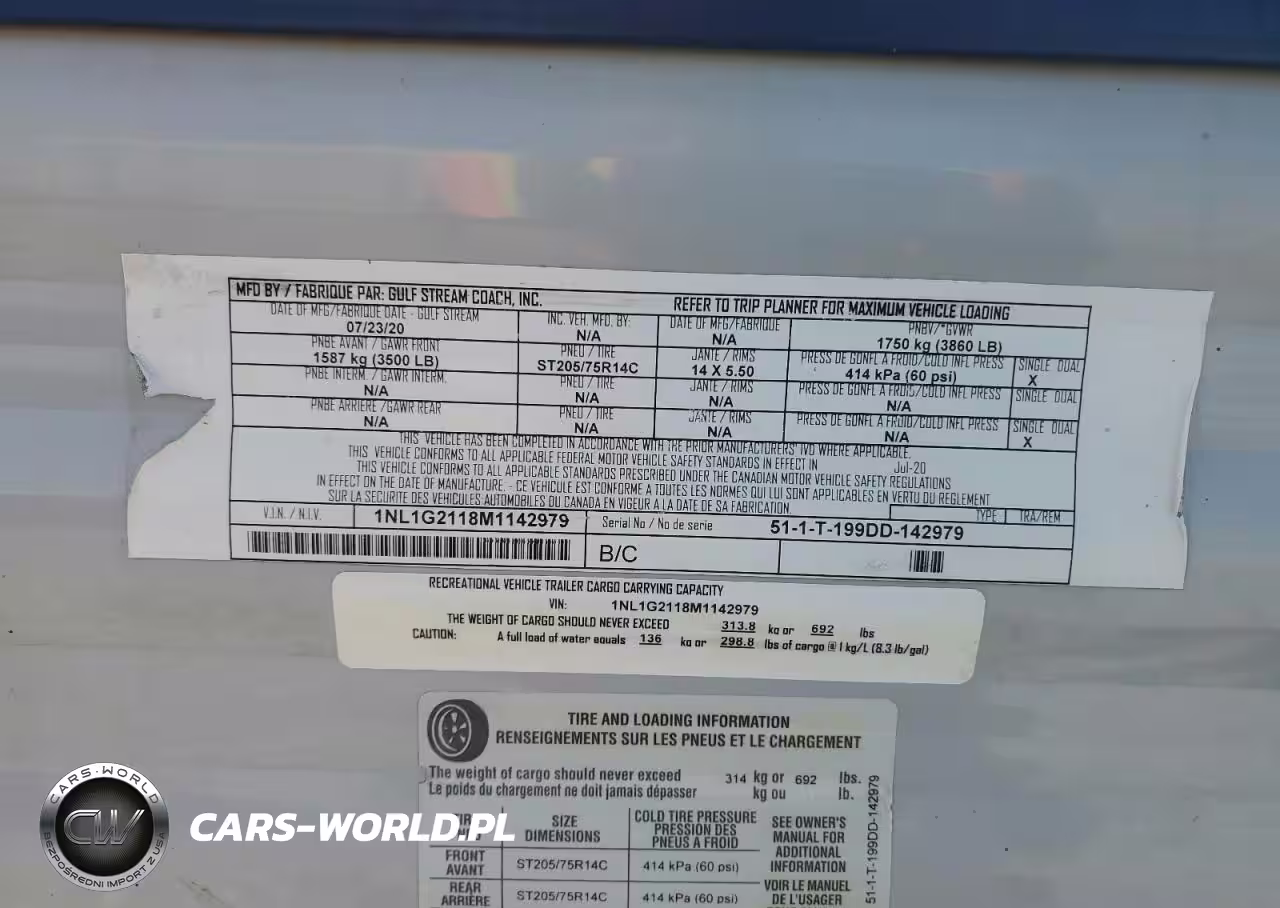 MFD BY / FABRIQUE PAR: GULF STREAM COACH, INC. REFER TO TRIP PLANNER FOR MAXIMUM VEHICLE LOADING
DATE OF MFG/FABRIQUE DATE - GULF STREAM INC. VEH. MFD. BY: DATE OF MFG/FABRIQUE PNBV/*GVWR
07/23/20 N/A N/A 1750 kg (3860 LB)
PNBE AVANT / GAWR FRONT PNEU / TIRE JANTE / RIMS PRESS DE GONFL A FROID/COLD INFL PRESS SINGLE DUAL
1587 kg (3500 LB) ST205/75R14C 14 X 5.50 414 kPa (60 psi) X
PNBE INTERM. / GAWR INTERM. PNEU / TIRE JANTE / RIMS PRESS DE GONFL A FROID/COLD INFL PRESS SINGLE DUAL
N/A N/A N/A N/A
PNBE ARRIERE /GAWR REAR PNEU / TIRE JANTE / RIMS PRESS DE GONFL A FROID/COLD INFL PRESS SINGLE DUAL
N/A N/A N/A N/A X
THIS VEHICLE HAS BEEN COMPLETED IN ACCORDANCE WITH THE PRIOR MANUFACTURERS' IVD WHERE APPLICABLE.
THIS VEHICLE CONFORMS TO ALL APPLICABLE FEDERAL MOTOR VEHICLE SAFETY STANDARDS IN EFFECT IN Jul-20
THIS VEHICLE CONFORMS TO ALL APPLICABLE STANDARDS PRESCRIBED UNDER THE CANADIAN MOTOR VEHICLE SAFETY REGULATIONS
IN EFFECT ON THE DATE OF MANUFACTURE. - CE VEHICULE EST CONFORME A TOUTES LES NORMES QUI LUI SONT APPLICABLES EN VERTU DU REGLEMENT
SUR LA SECURITE DES VEHICULES AUTOMOBILES DU CANADA EN VIGEUR A LA DATE DE SA FABRICATION.
TYPE TRA/REM
V.I.N. / N.I.V. 1NL1G2118M1142979 Serial No / No de serie 51-1-T-199DD-142979
B/C
RECREATIONAL VEHICLE TRAILER CARGO CARRYING CAPACITY
VIN: 1NL1G2118M1142979
THE WEIGHT OF CARGO SHOULD NEVER EXCEED 313.8 kg or 692 lbs
CAUTION: A full load of water equals 136 kg or 298.8 lbs of cargo @ 1 kg/L (8.3 lb/gal)
TIRE AND LOADING INFORMATION
RENSEIGNEMENTS SUR LES PNEUS ET LE CHARGEMENT
The weight of cargo should never exceed 314 kg or 692 lbs.
Le poids du chargement ne doit jamais dépasser kg ou lb.
SIZE
DIMENSIONS
COLD TIRE PRESSURE
PRESSION DES
PNEUS A FROID
SEE OWNER'S
MANUAL FOR
ADDITIONAL
INFORMATION
VOIR LE MANUEL
DE L'USAGER
FRONT
AVANT
ST205/75R14C 414 kPa (60 psi)
REAR
ARRIÈRE
ST205/75R14C 414 kPa (60 psi)
51-1-T-199DD-142979
CARS-WORLD
CW
BEZPOŚREDNI IMPORT Z USA
CARS-WORLD.PL